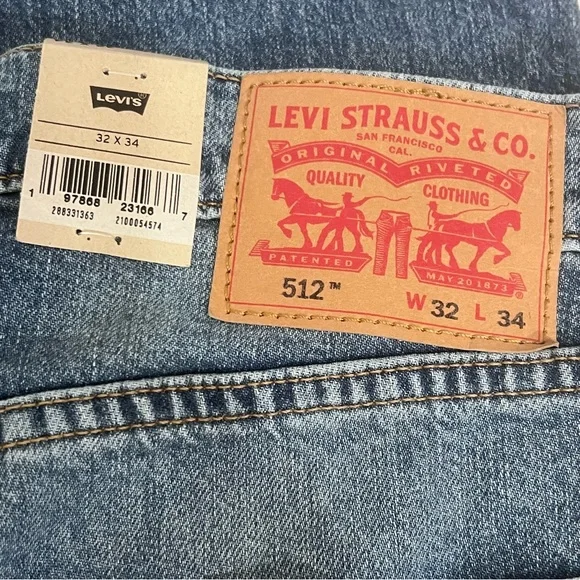 Levi's®
32 X 34
1 97868 23166 7
288331363 2100054574
LEVI STRAUSS & CO.
SAN FRANCISCO
CAL.
ORIGINAL RIVETED
QUALITY CLOTHING
PATENTED MAY 20 1873 ®
512™ W 32 L 34